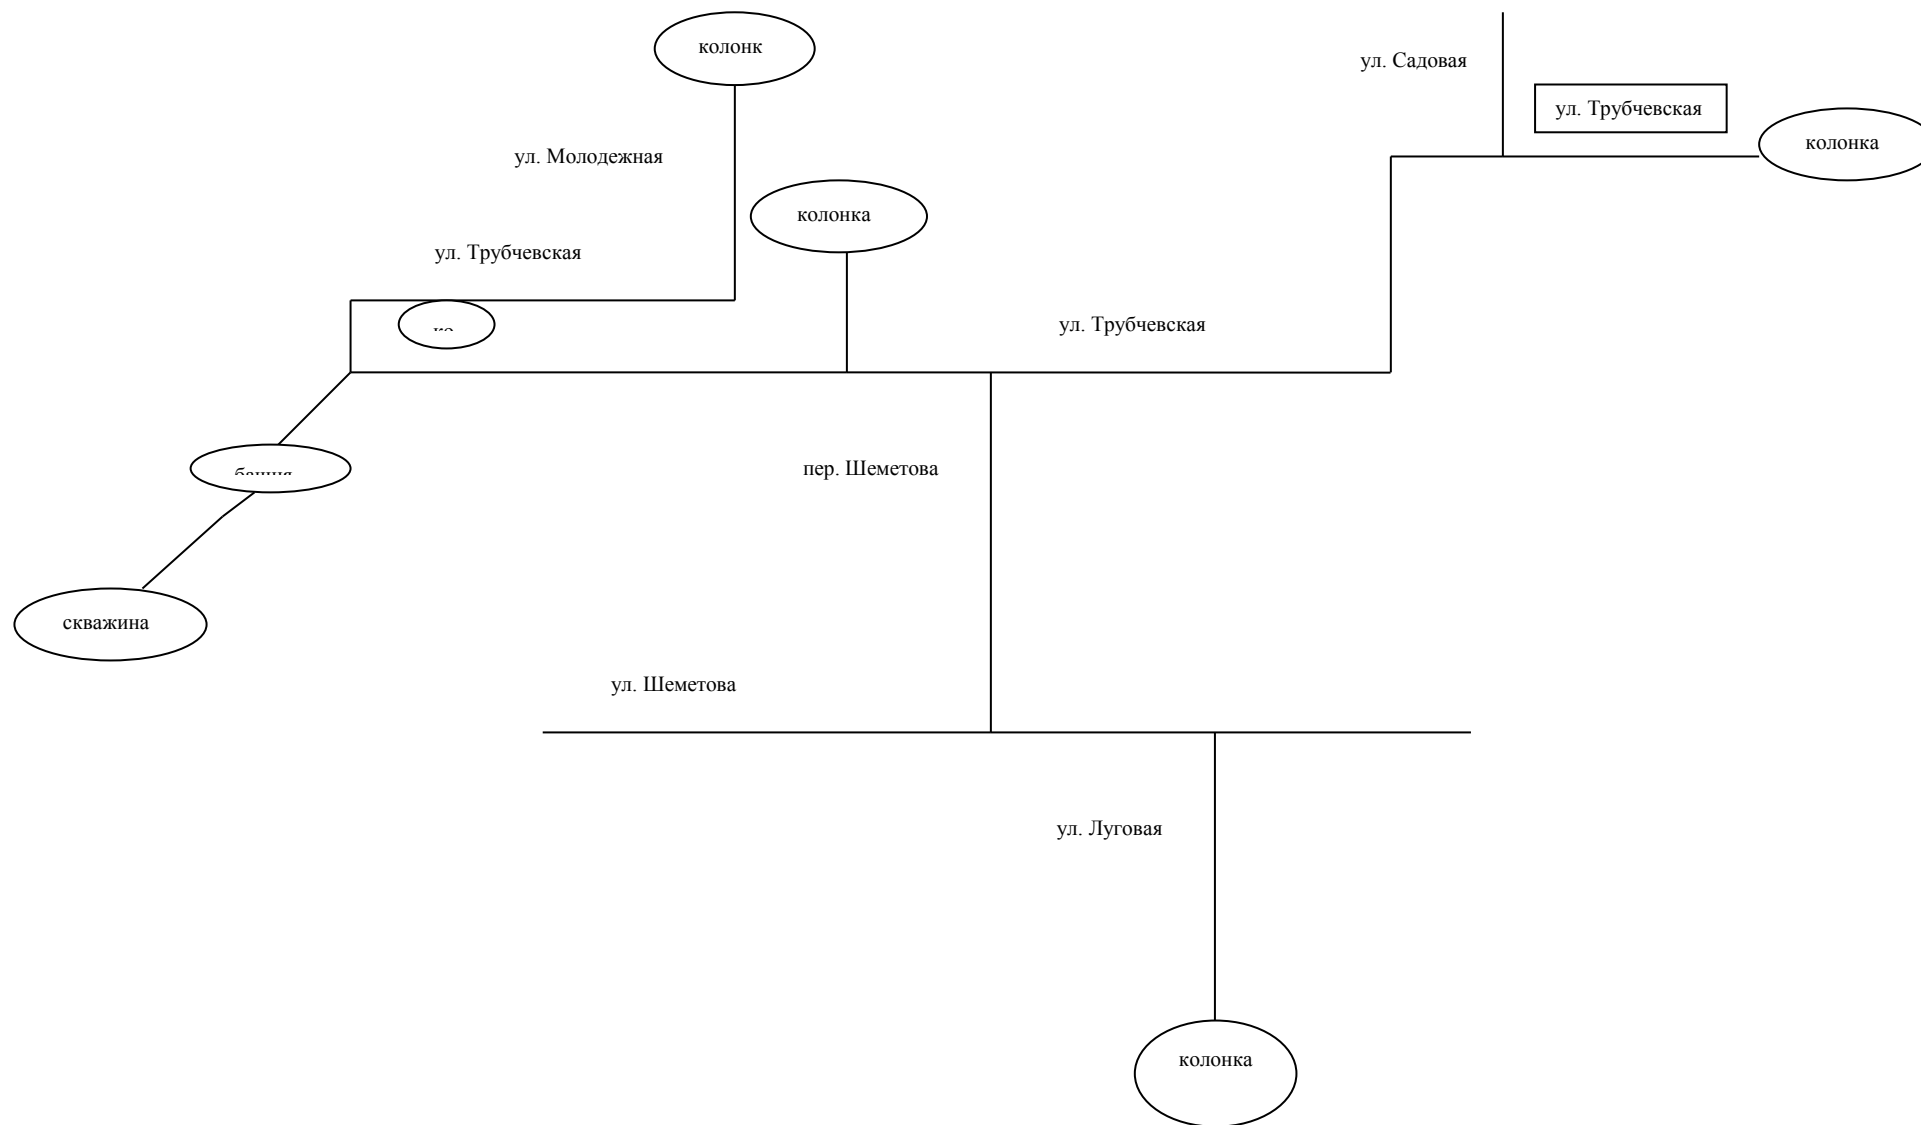 колонк
ул. Садовая
ул. Трубчевская
колонка
ул. Молодежная
колонка
ул. Трубчевская
ул. Трубчевская
пер. Шеметова
скважина
ул. Шеметова
ул. Луговая
колонка